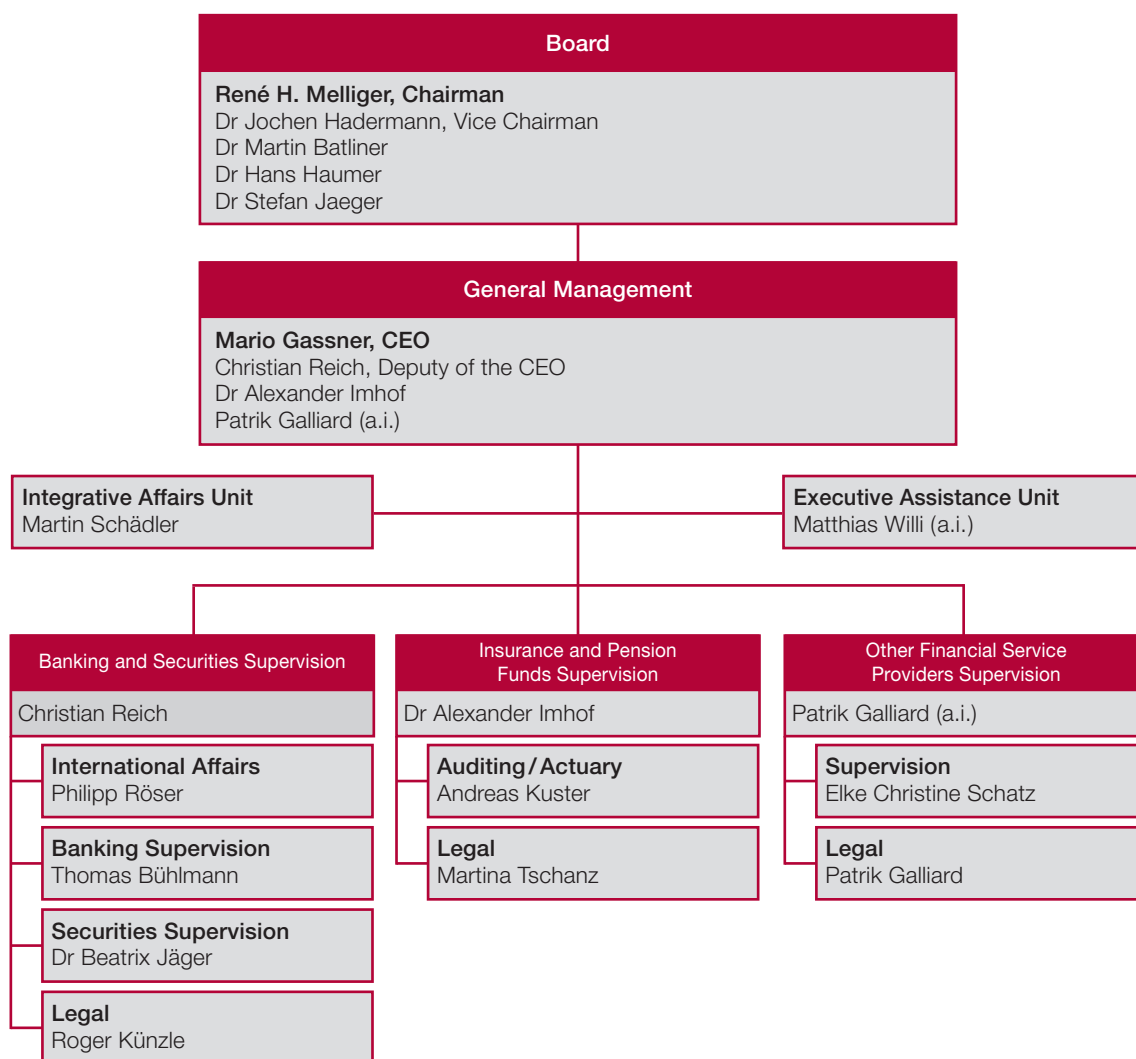 Board
René H. Melliger, Chairman
Dr Jochen Hadermann, Vice Chairman
Dr Martin Batliner
Dr Hans Haumer
Dr Stefan Jaeger
General Management
Mario Gassner, CEO
Christian Reich, Deputy of the CEO
Dr Alexander Imhof
Patrik Galliard (a.i.)
Integrative Affairs Unit
Martin Schädler
Executive Assistance Unit
Matthias Willi (a.i.)
Banking and Securities Supervision
Christian Reich
International Affairs
Philipp Röser
Banking Supervision
Thomas Bühlmann
Securities Supervision
Dr Beatrix Jäger
Legal
Roger Künzle
Insurance and Pension
Funds Supervision
Dr Alexander Imhof
Auditing/Actuary
Andreas Kuster
Legal
Martina Tschanz
Other Financial Service
Providers Supervision
Patrik Galliard (a.i.)
Supervision
Elke Christine Schatz
Legal
Patrik Galliard